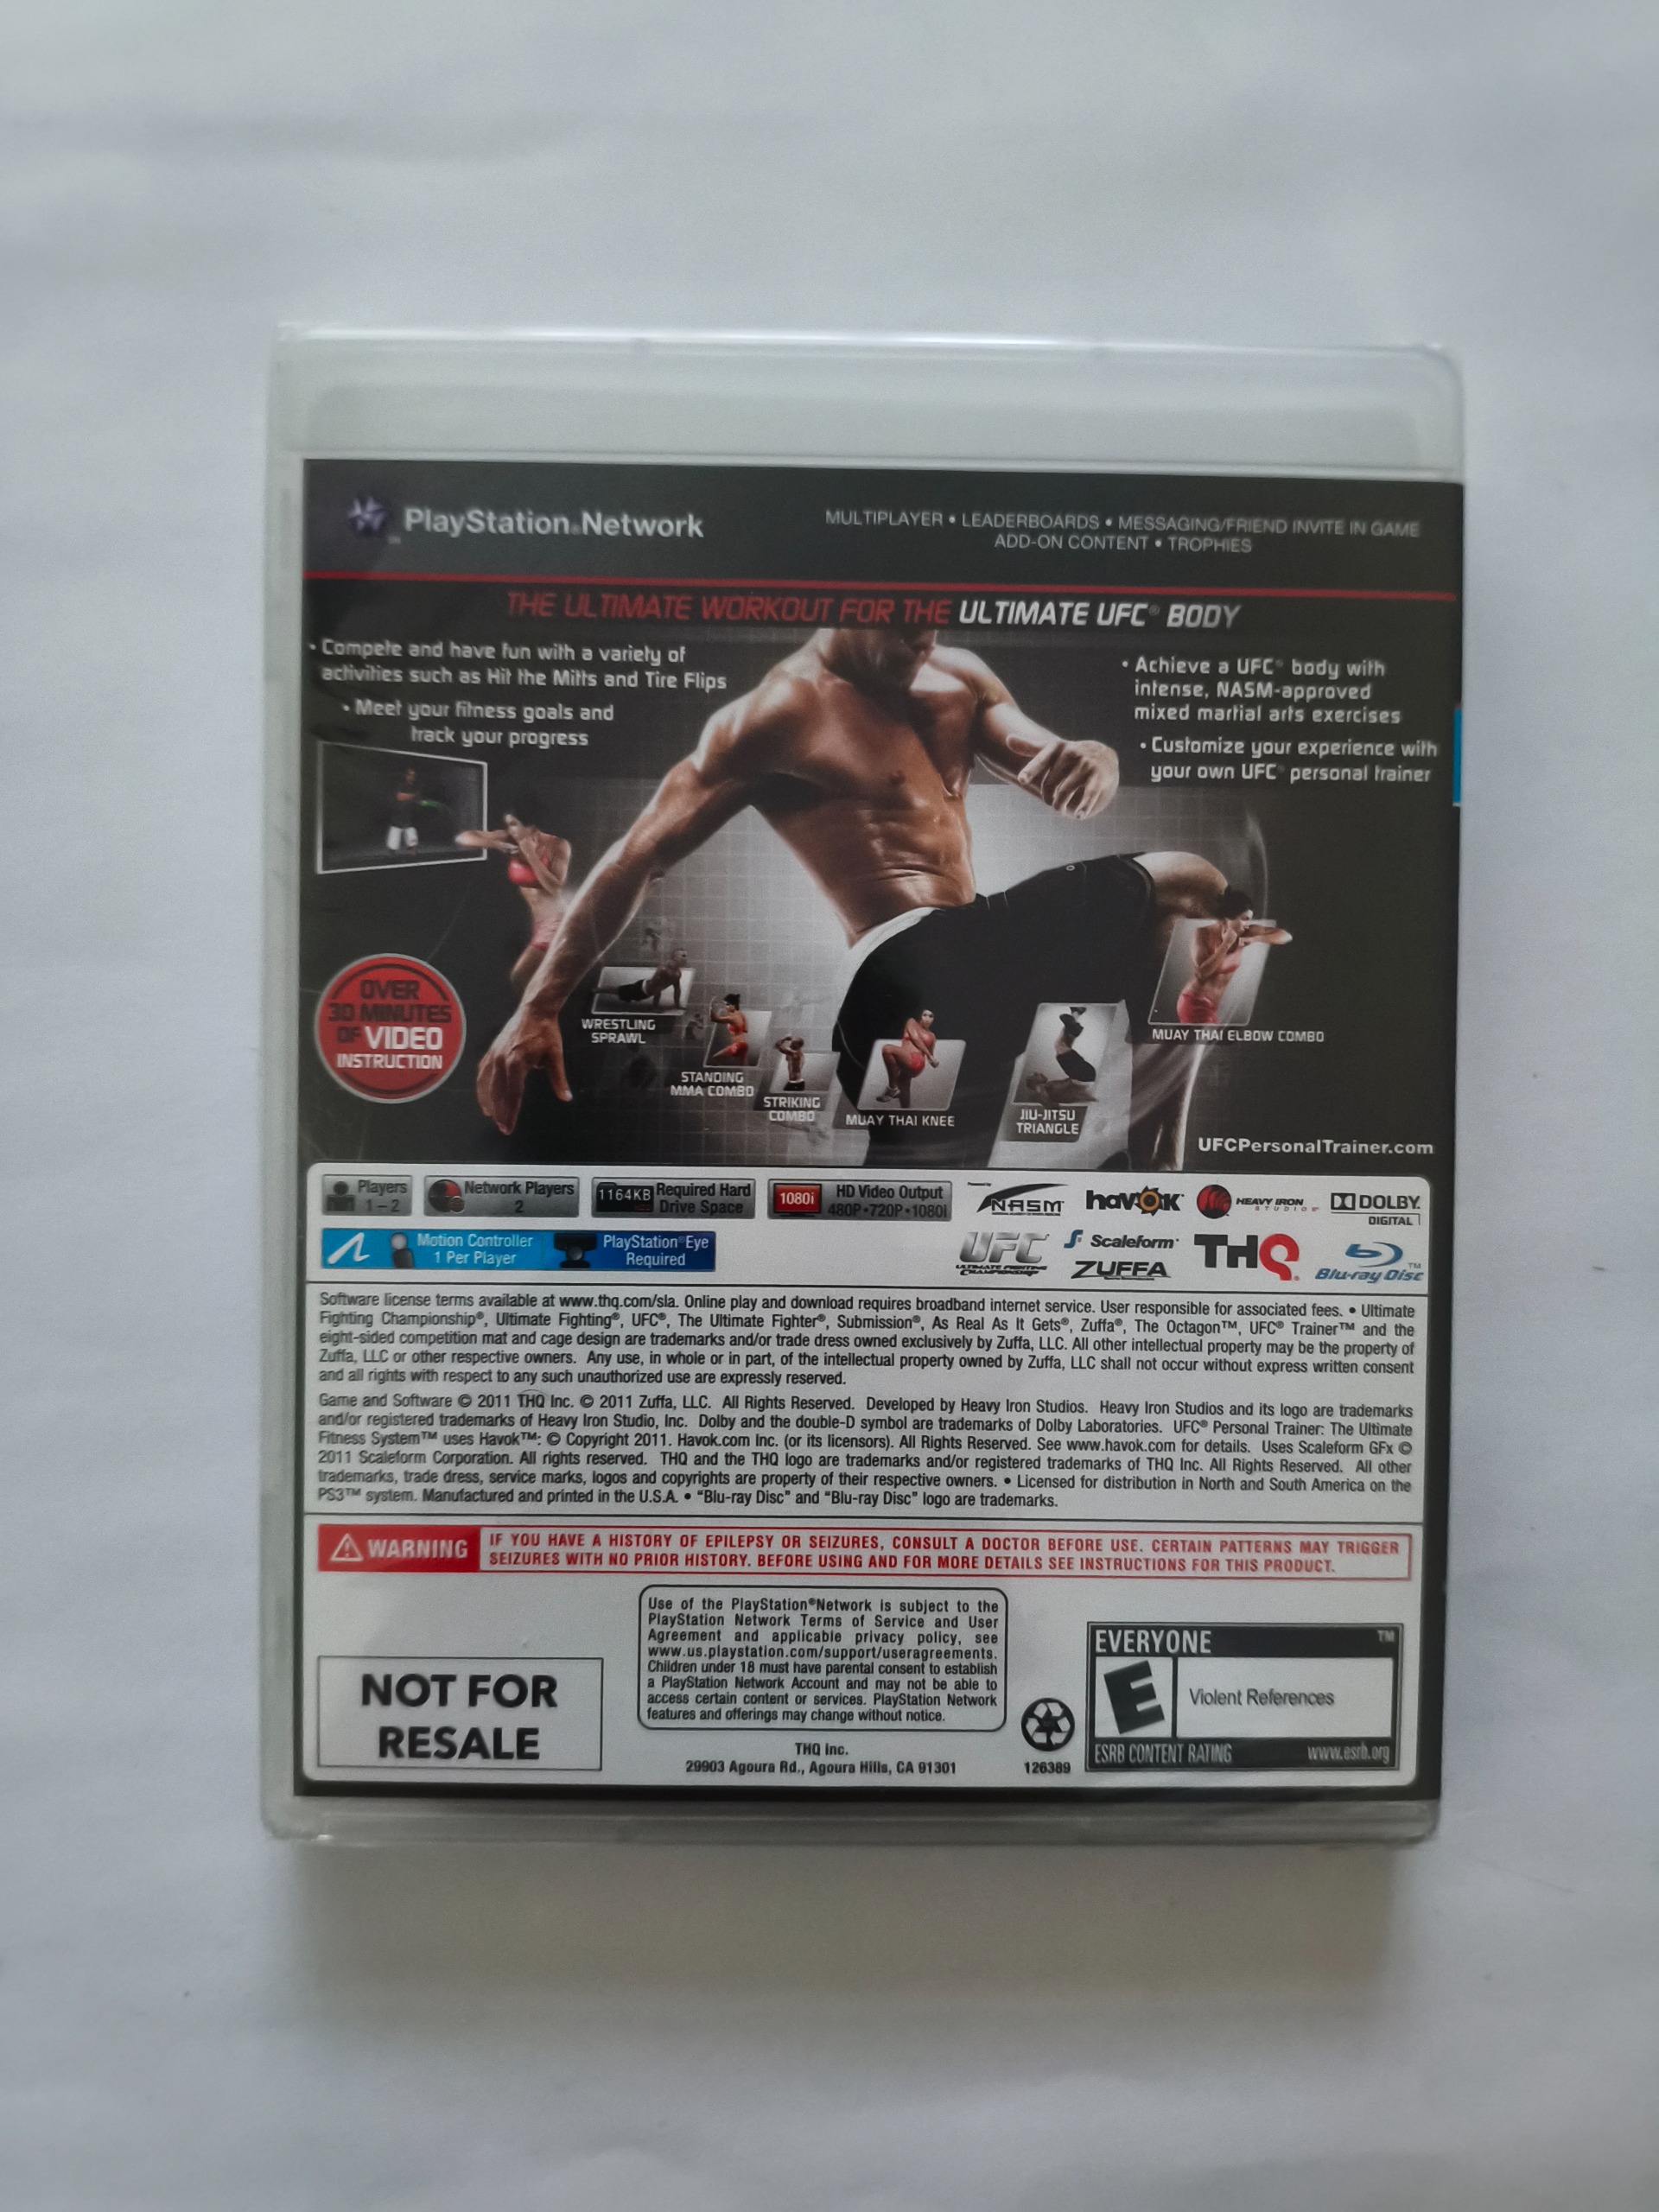 PlayStation®Network
MULTIPLAYER • LEADERBOARDS • MESSAGING/FRIEND INVITE IN GAME
ADD-ON CONTENT • TROPHIES
THE ULTIMATE WORKOUT FOR THE ULTIMATE UFC® BODY
• Compete and have fun with a variety of
activities such as Hit the Mitts and Tire Flips
• Meet your fitness goals and
track your progress
• Achieve a UFC® body with
intense, NASM-approved
mixed martial arts exercises
• Customize your experience with
your own UFC® personal trainer
OVER
30 MINUTES
OF VIDEO
INSTRUCTION
WRESTLING
SPRAWL
STANDING
MMA COMBO
STRIKING
COMBO
MUAY THAI KNEE
JIU-JITSU
TRIANGLE
MUAY THAI ELBOW COMBO
UFCPersonalTrainer.com
Players
1-2
Network Players
2
1164KB
Required Hard
Drive Space
1080i
HD Video Output
480P•720P•1080i
Powered by
NASM
havok
HEAVY IRON
STUDIOS
DOLBY
DIGITAL
Motion Controller
1 Per Player
PlayStation®Eye
Required
UFC
ULTIMATE FIGHTING
CHAMPIONSHIP
Scaleform
ZUFFA
THQ
Blu-ray Disc™
Software license terms available at www.thq.com/sla. Online play and download requires broadband internet service. User responsible for associated fees. • Ultimate
Fighting Championship®, Ultimate Fighting®, UFC®, The Ultimate Fighter®, Submission®, As Real As It Gets®, Zuffa®, The Octagon™, UFC® Trainer™ and the
eight-sided competition mat and cage design are trademarks and/or trade dress owned exclusively by Zuffa, LLC. All other intellectual property may be the property of
Zuffa, LLC or other respective owners. Any use, in whole or in part, of the intellectual property owned by Zuffa, LLC shall not occur without express written consent
and all rights with respect to any such unauthorized use are expressly reserved.
Game and Software © 2011 THQ Inc. © 2011 Zuffa, LLC. All Rights Reserved. Developed by Heavy Iron Studios. Heavy Iron Studios and its logo are trademarks
and/or registered trademarks of Heavy Iron Studio, Inc. Dolby and the double-D symbol are trademarks of Dolby Laboratories. UFC® Personal Trainer: The Ultimate
Fitness System™ uses Havok™: © Copyright 2011. Havok.com Inc. (or its licensors). All Rights Reserved. See www.havok.com for details. Uses Scaleform GFx ©
2011 Scaleform Corporation. All rights reserved. THQ and the THQ logo are trademarks and/or registered trademarks of THQ Inc. All Rights Reserved. All other
trademarks, trade dress, service marks, logos and copyrights are property of their respective owners. • Licensed for distribution in North and South America on the
PS3™ system. Manufactured and printed in the U.S.A. • "Blu-ray Disc" and "Blu-ray Disc" logo are trademarks.
WARNING
IF YOU HAVE A HISTORY OF EPILEPSY OR SEIZURES, CONSULT A DOCTOR BEFORE USE. CERTAIN PATTERNS MAY TRIGGER
SEIZURES WITH NO PRIOR HISTORY. BEFORE USING AND FOR MORE DETAILS SEE INSTRUCTIONS FOR THIS PRODUCT.
NOT FOR
RESALE
Use of the PlayStation®Network is subject to the
PlayStation Network Terms of Service and User
Agreement and applicable privacy policy, see
www.us.playstation.com/support/useragreements.
Children under 18 must have parental consent to establish
a PlayStation Network Account and may not be able to
access certain content or services. PlayStation Network
features and offerings may change without notice.
THQ Inc.
29903 Agoura Rd., Agoura Hills, CA 91301
126389
EVERYONE
TM
E
Violent References
ESRB CONTENT RATING
www.esrb.org